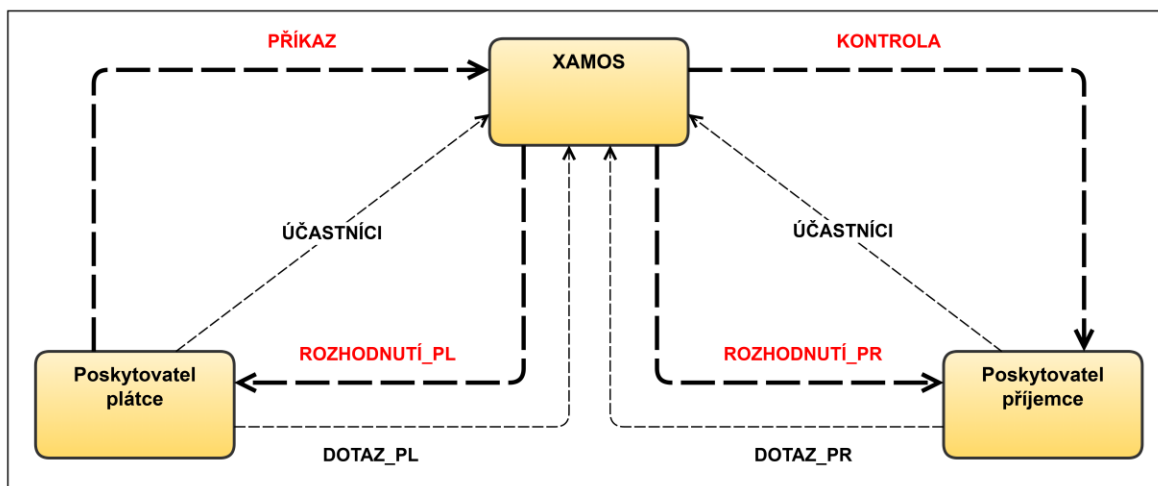 PŘÍKAZ
XAMOS
KONTROLA
ÚČASTNÍCI
ÚČASTNÍCI
ROZHODNUTÍ_PL
ROZHODNUTÍ_PR
Poskytovatel
plátce
Poskytovatel
příjemce
DOTAZ_PL
DOTAZ_PR